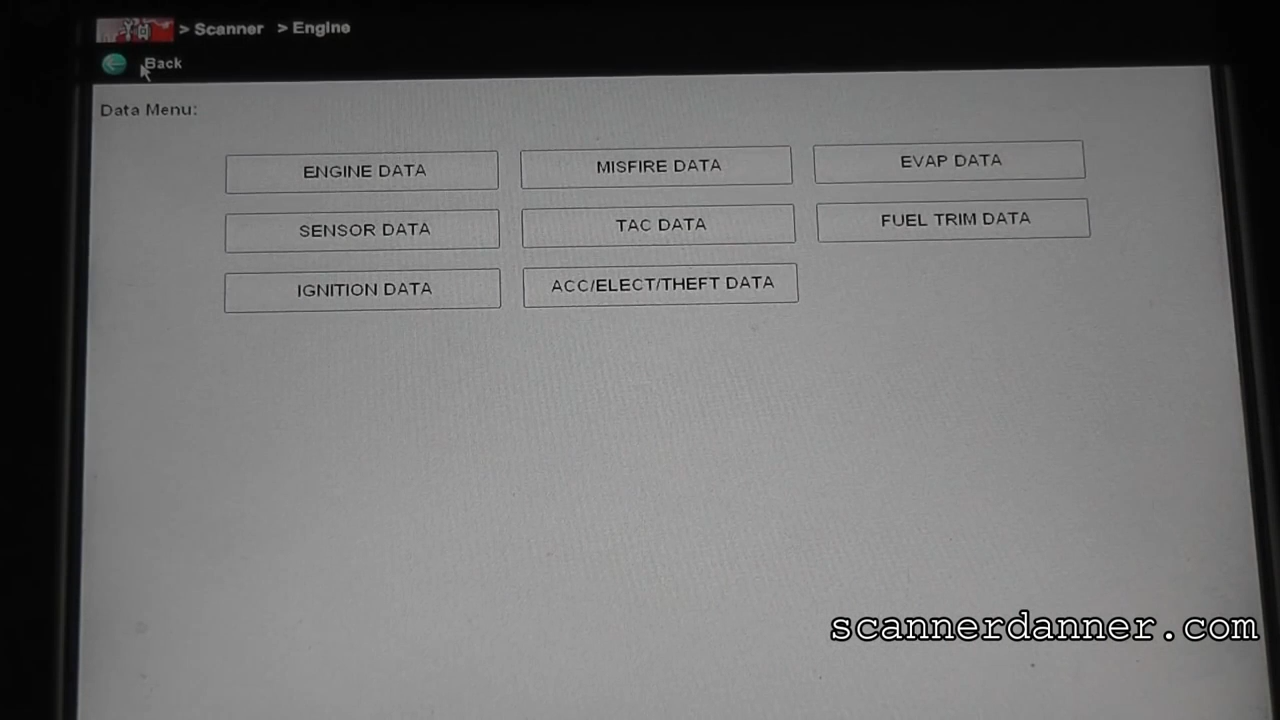 > Scanner > Engine
Back
Data Menu:
ENGINE DATA MISFIRE DATA EVAP DATA
SENSOR DATA TAC DATA FUEL TRIM DATA
IGNITION DATA ACC/ELECT/THEFT DATA
scannerdanner.com